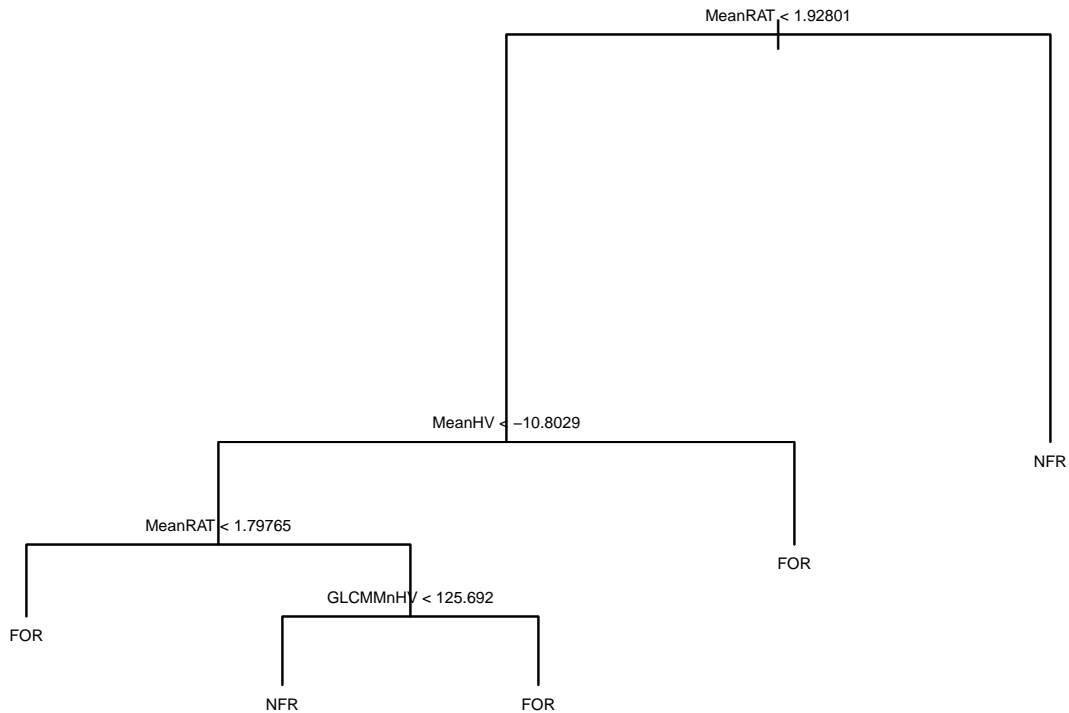 MeanRAT < 1.92801
MeanHV < −10.8029
NFR
MeanRAT < 1.79765
FOR
GLCMMnHV < 125.692
FOR
NFR
FOR